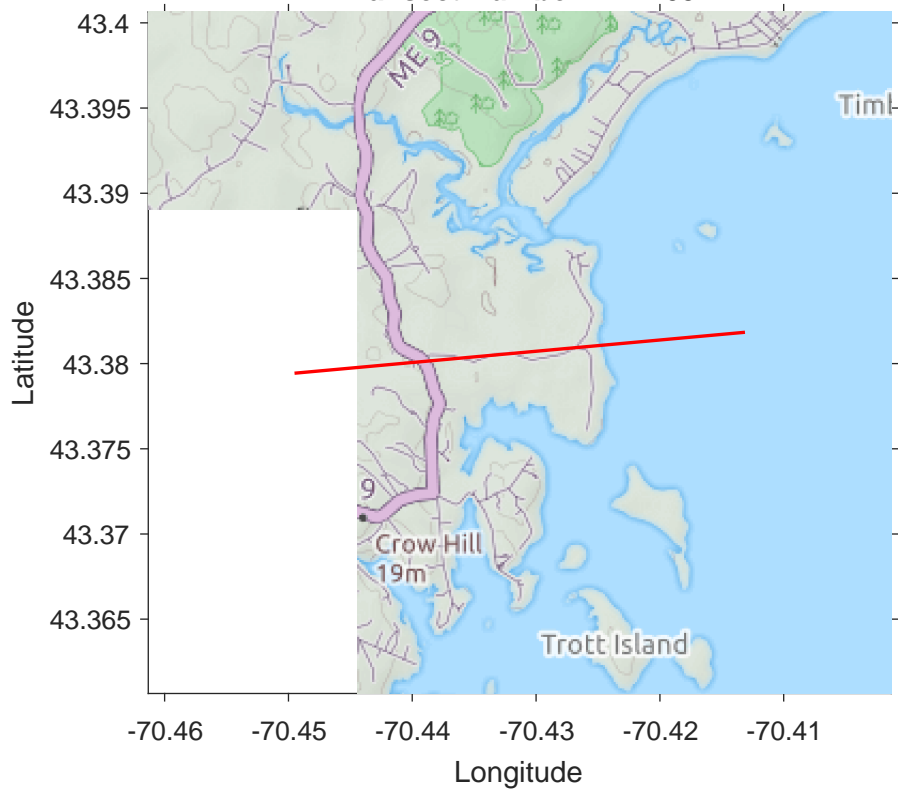 43.4
43.395
43.39
43.385
43.38
43.375
43.37
43.365
Latitude
ME 9
9
Crow Hill
19m
Trott Island
-70.46
-70.45
-70.44
-70.43
-70.42
-70.41
Longitude